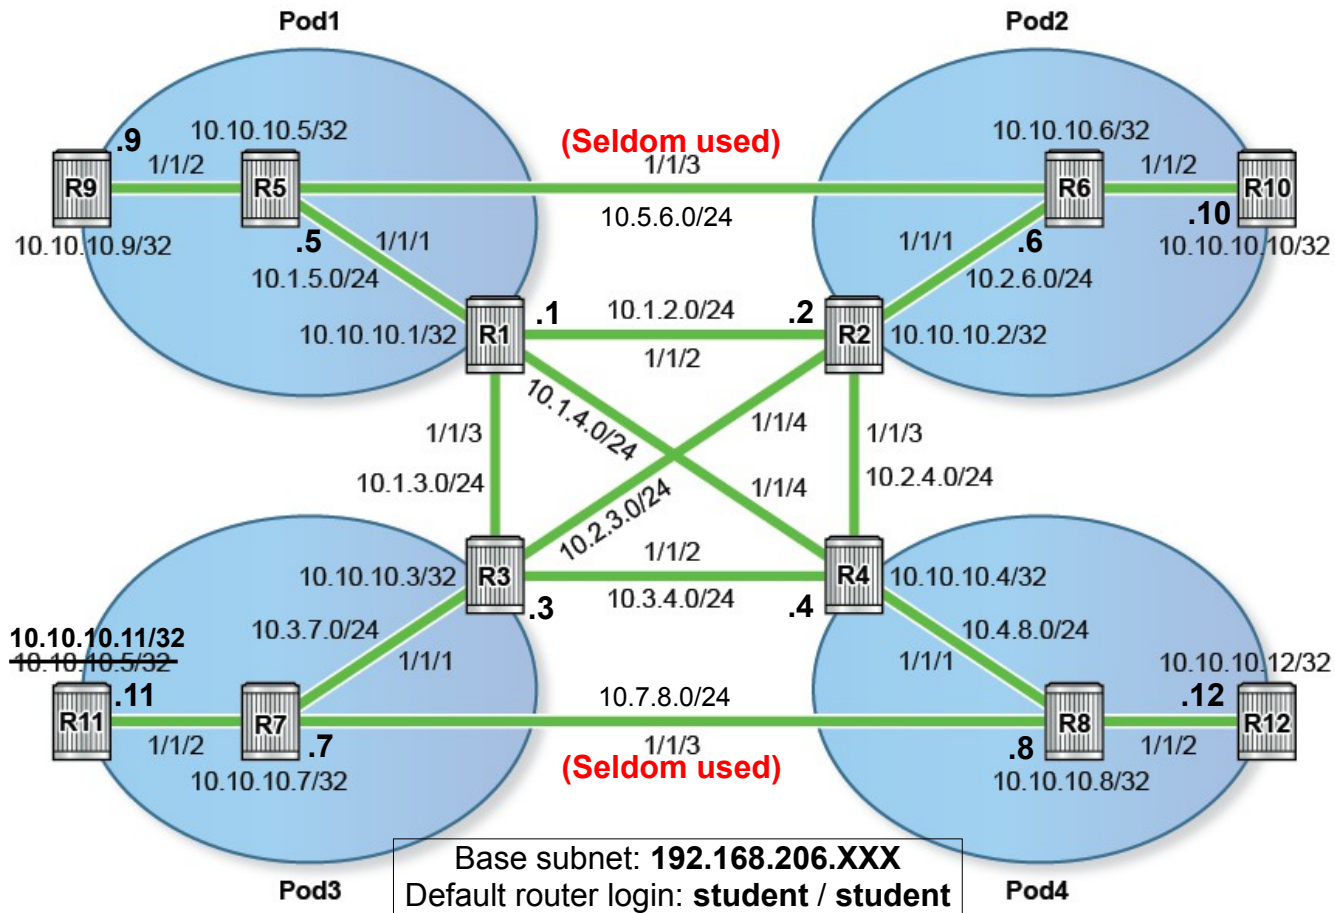 Pod1
Pod2
10.10.10.5/32
.9
1/1/2
R9
R5
10.10.10.9/32
.5
1/1/1
10.1.5.0/24
10.10.10.1/32
R1
.1
(Seldom used)
1/1/3
10.5.6.0/24
10.10.10.6/32
R6
1/1/2
R10
.10
10.10.10.10/32
1/1/1
.6
10.2.6.0/24
10.1.2.0/24
1/1/2
.2
R2
10.10.10.2/32
10.1.4.0/24
1/1/4
1/1/3
10.1.3.0/24
1/1/3
10.2.4.0/24
10.2.3.0/24
1/1/4
10.10.10.3/32
R3
.3
1/1/2
10.3.4.0/24
R4
.4
10.10.10.4/32
10.3.7.0/24
1/1/1
10.10.10.11/32
10.10.10.5/32
.11
R11
1/1/2
R7
.7
10.10.10.7/32
10.7.8.0/24
1/1/3
(Seldom used)
10.4.8.0/24
1/1/1
10.10.10.12/32
.12
R8
R12
.8
1/1/2
10.10.10.8/32
Pod3
Base subnet: 192.168.206.XXX
Default router login: student / student
Pod4